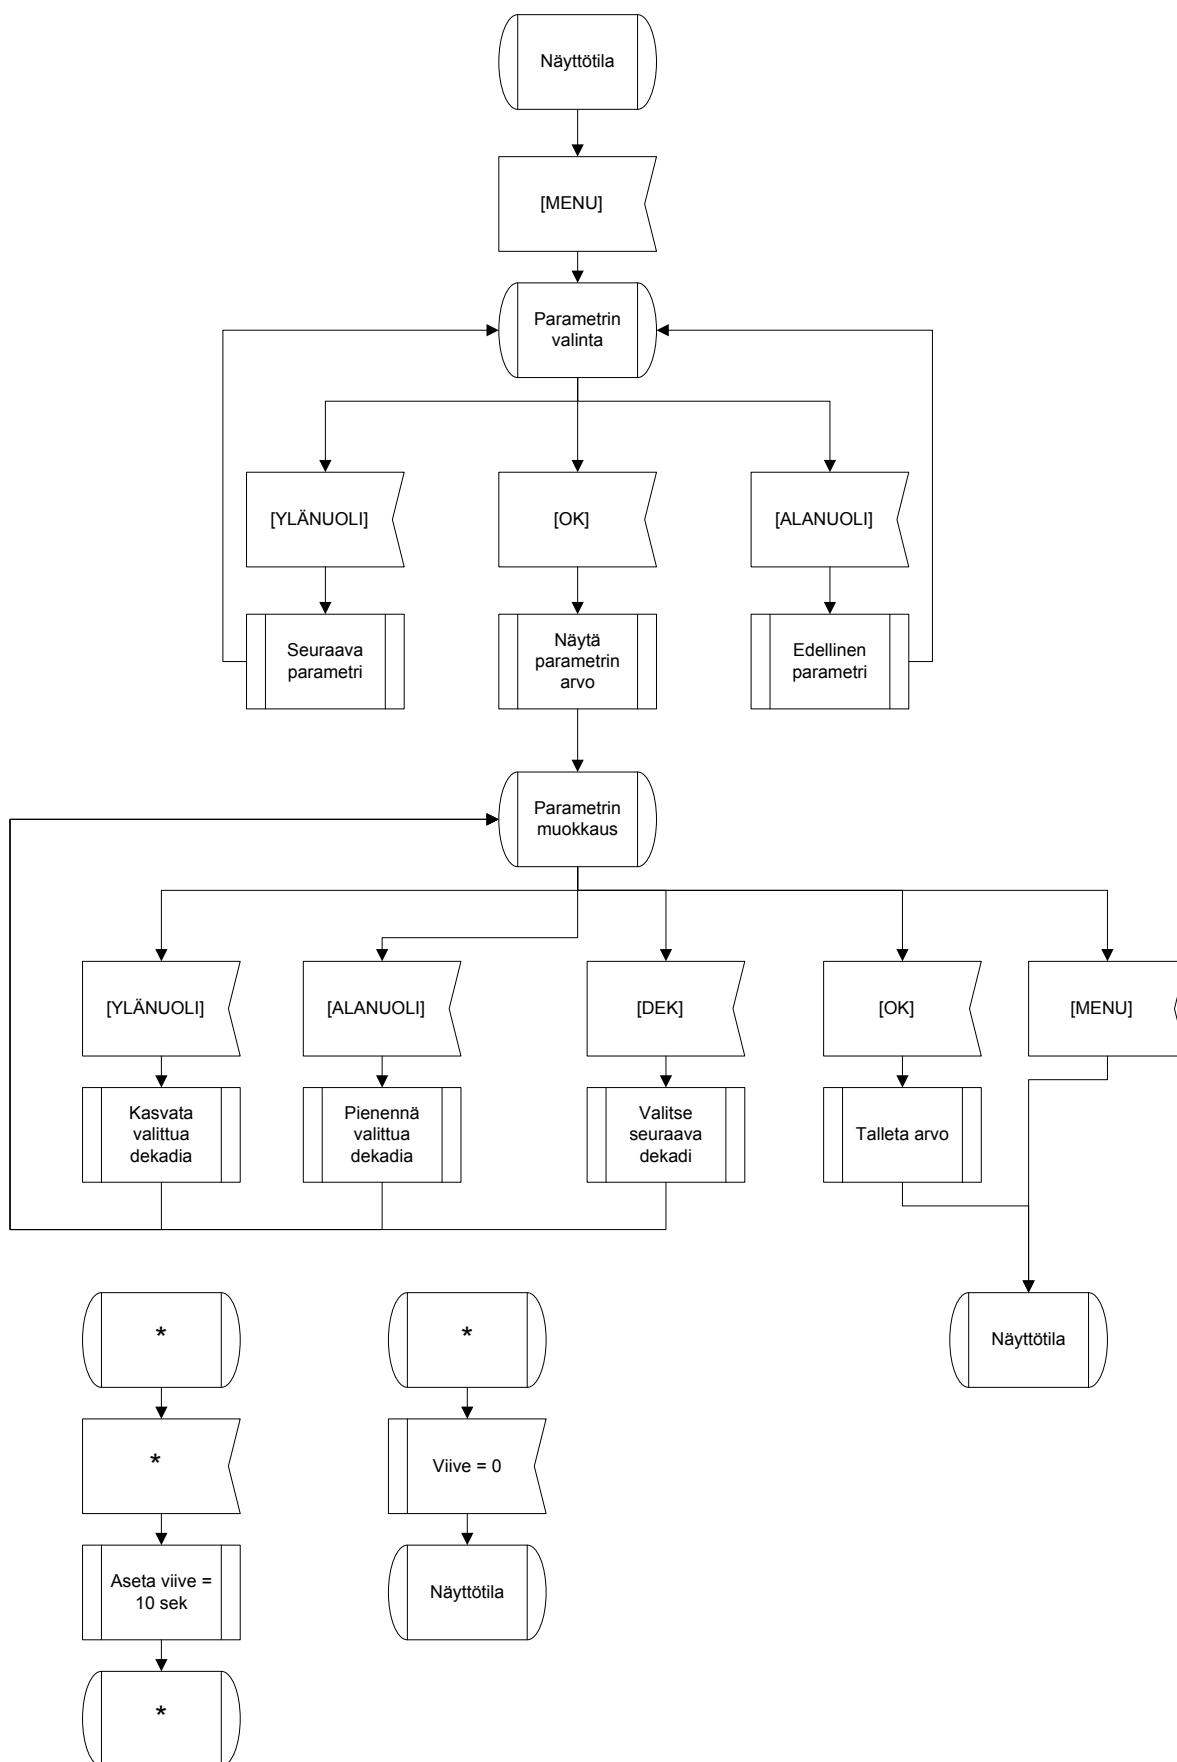 Näyttötila
[MENU]
Parametrin
valinta
[YLÄNUOLI]
[OK]
[ALANUOLI]
Seuraava
parametri
Näytä
parametrin
arvo
Edellinen
parametri
Parametrin
muokkaus
[YLÄNUOLI]
[ALANUOLI]
[DEK]
[OK]
[MENU]
Kasvata
valittua
dekadia
Pienennä
valittua
dekadia
Valitse
seuraava
dekadi
Talleta arvo
*
*
Näyttötila
*
Viive = 0
Aseta viive =
10 sek
Näyttötila
*